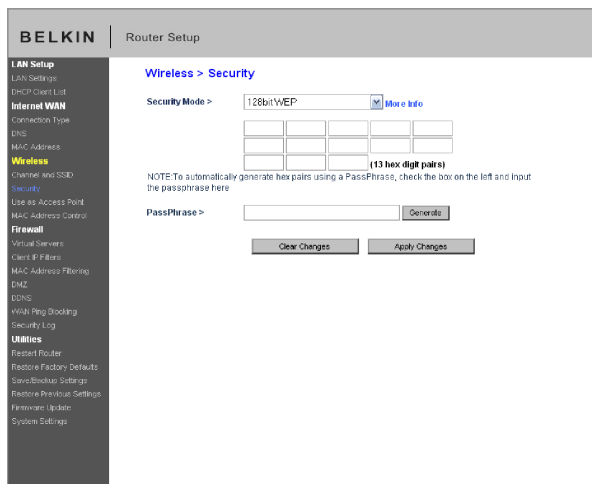 BELKIN
Router Setup
LAN Setup
LAN Settings
DHCP Client List
Internet WAN
Connection Type
DNS
MAC Address
Wireless
Channel and SSID
Security
Use as Access Point
MAC Address Control
Firewall
Virtual Servers
Client IP Filters
MAC Address Filtering
DMZ
DDNS
WAN Ping Blocking
Security Log
Utilities
Restart Router
Restore Factory Defaults
Save/Backup Settings
Restore Previous Settings
Firmware Update
System Settings
Wireless > Security
Security Mode > 128bit WEP More Info
(13 hex digit pairs)
NOTE:To automatically generate hex pairs using a PassPhrase, check the box on the left and input
the passphrase here
PassPhrase > Generate
Clear Changes Apply Changes